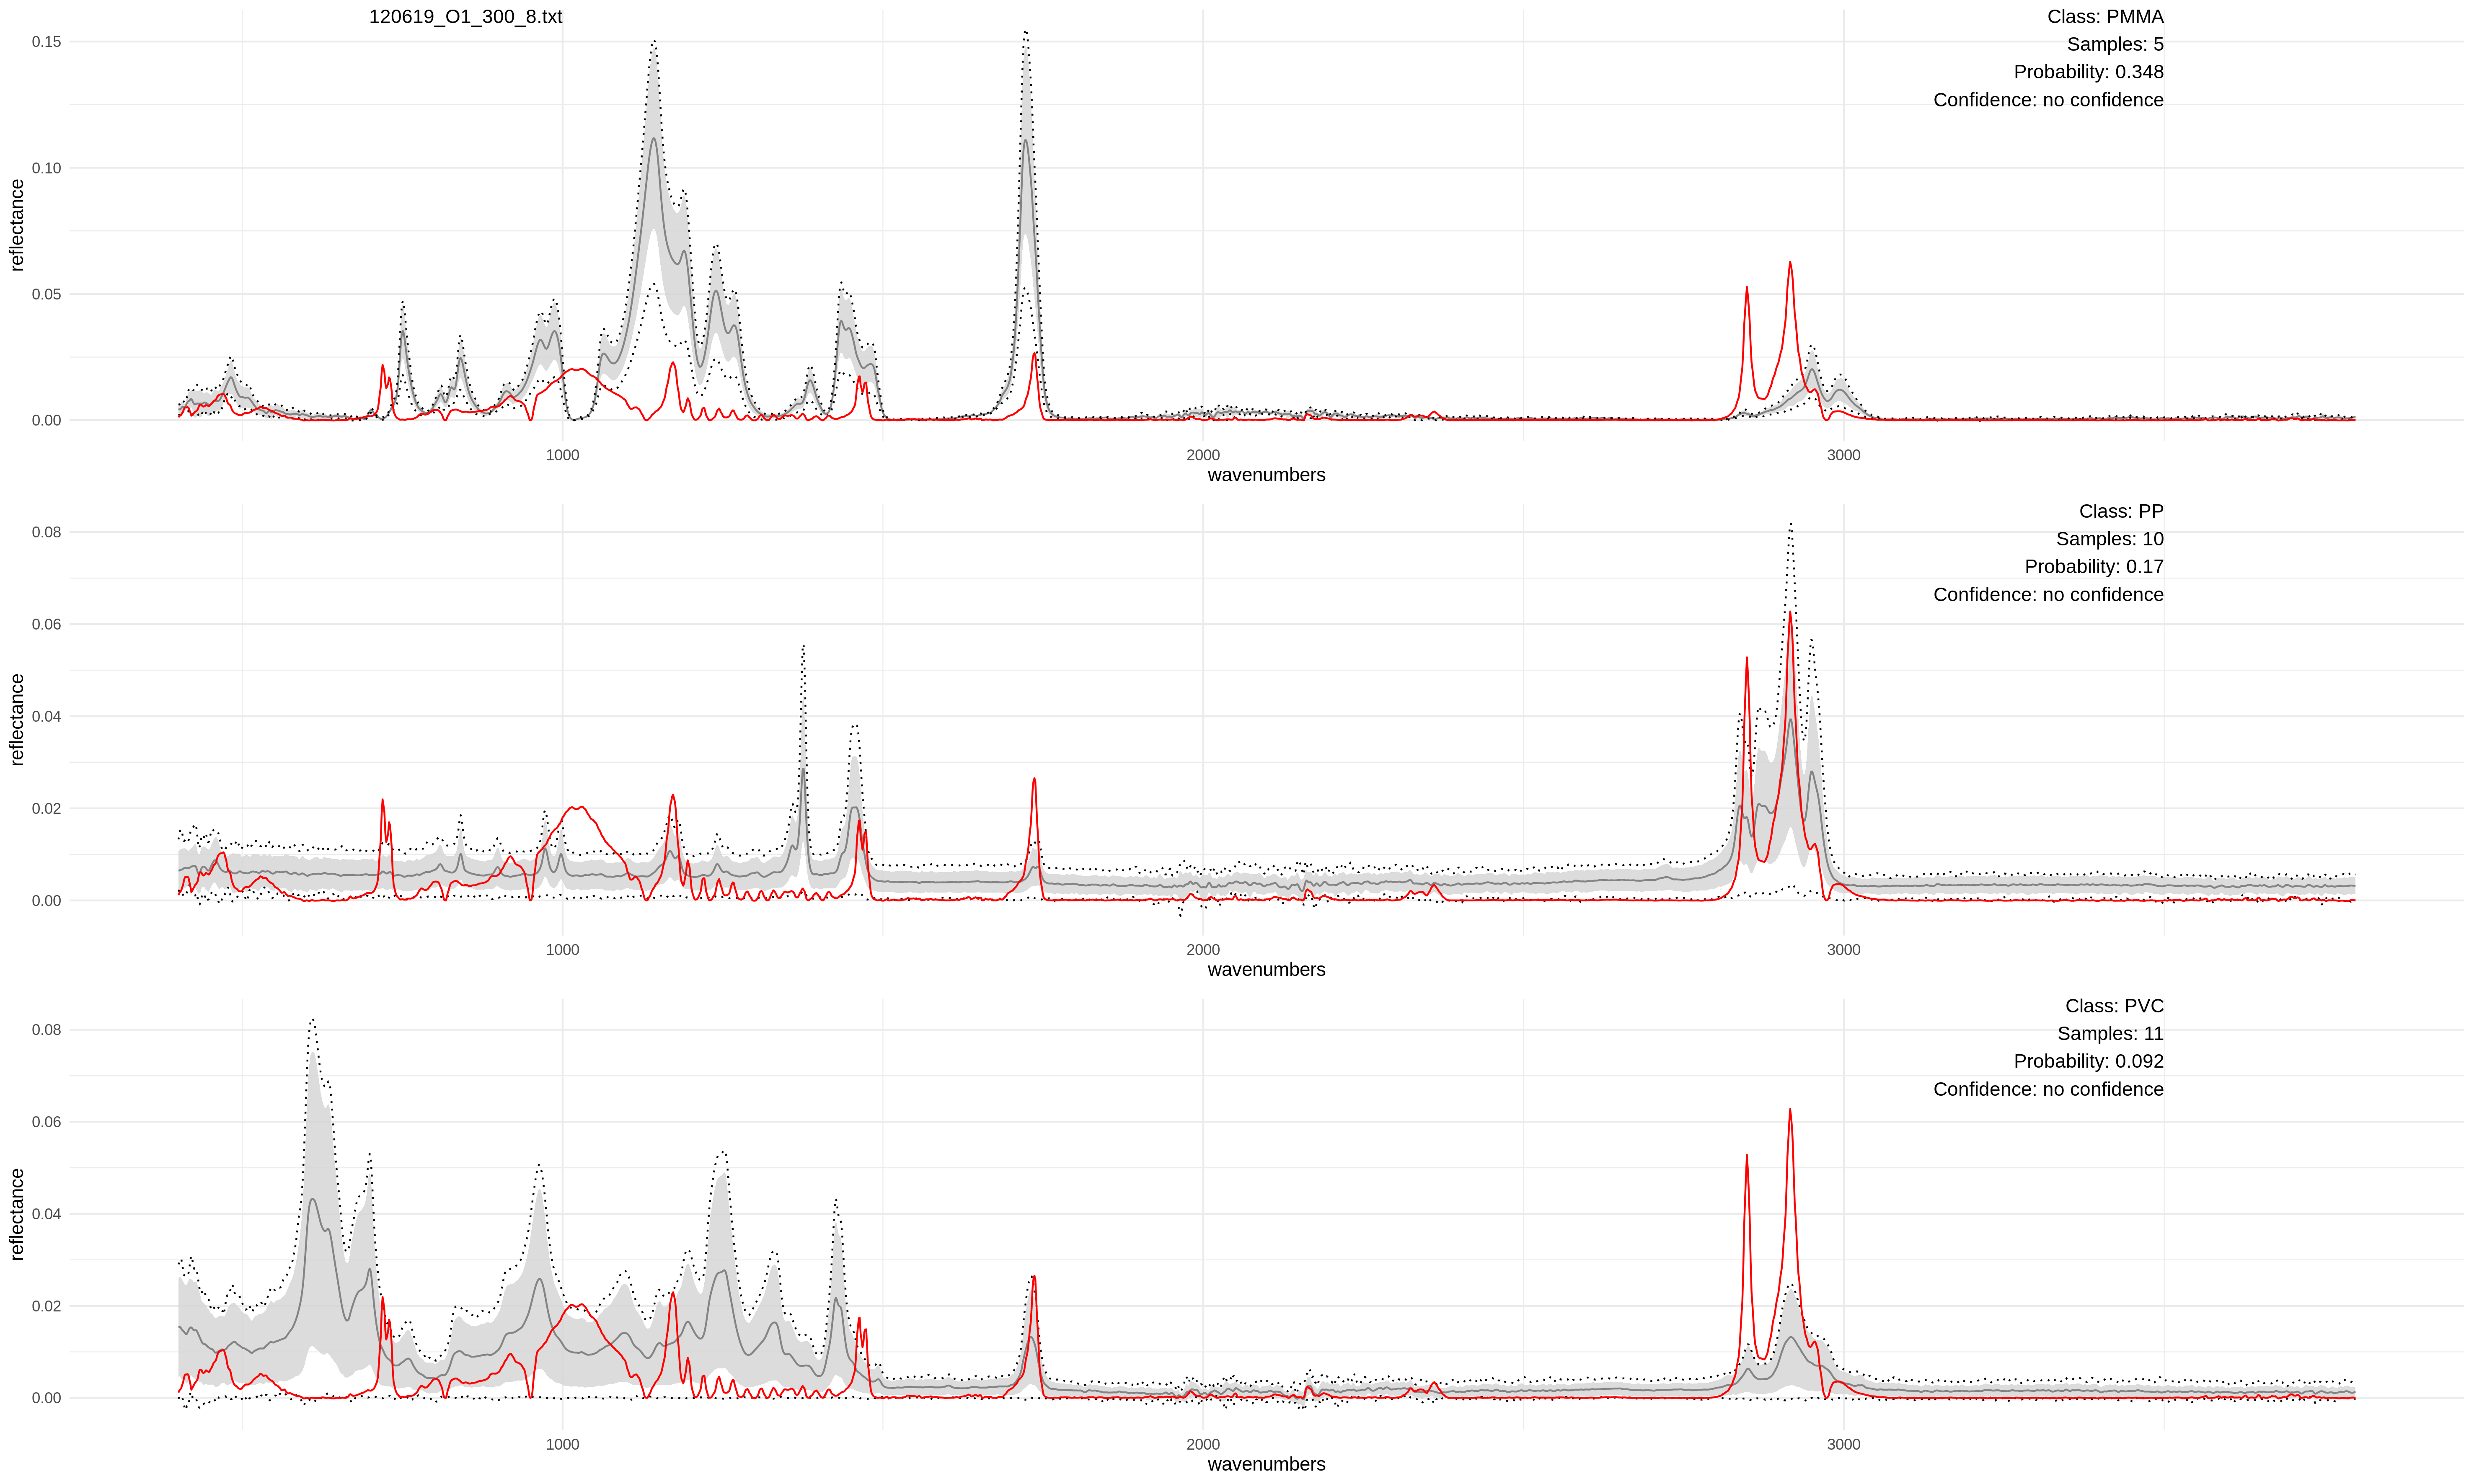 120619_O1_300_8.txt
Class: PMMA
Samples: 5
Probability: 0.348
Confidence: no confidence
0.15
0.10
0.05
0.00
reflectance
1000 2000 3000
wavenumbers
Class: PP
Samples: 10
Probability: 0.17
Confidence: no confidence
0.08
0.06
0.04
0.02
0.00
reflectance
1000 2000 3000
wavenumbers
Class: PVC
Samples: 11
Probability: 0.092
Confidence: no confidence
0.08
0.06
0.04
0.02
0.00
reflectance
1000 2000 3000
wavenumbers